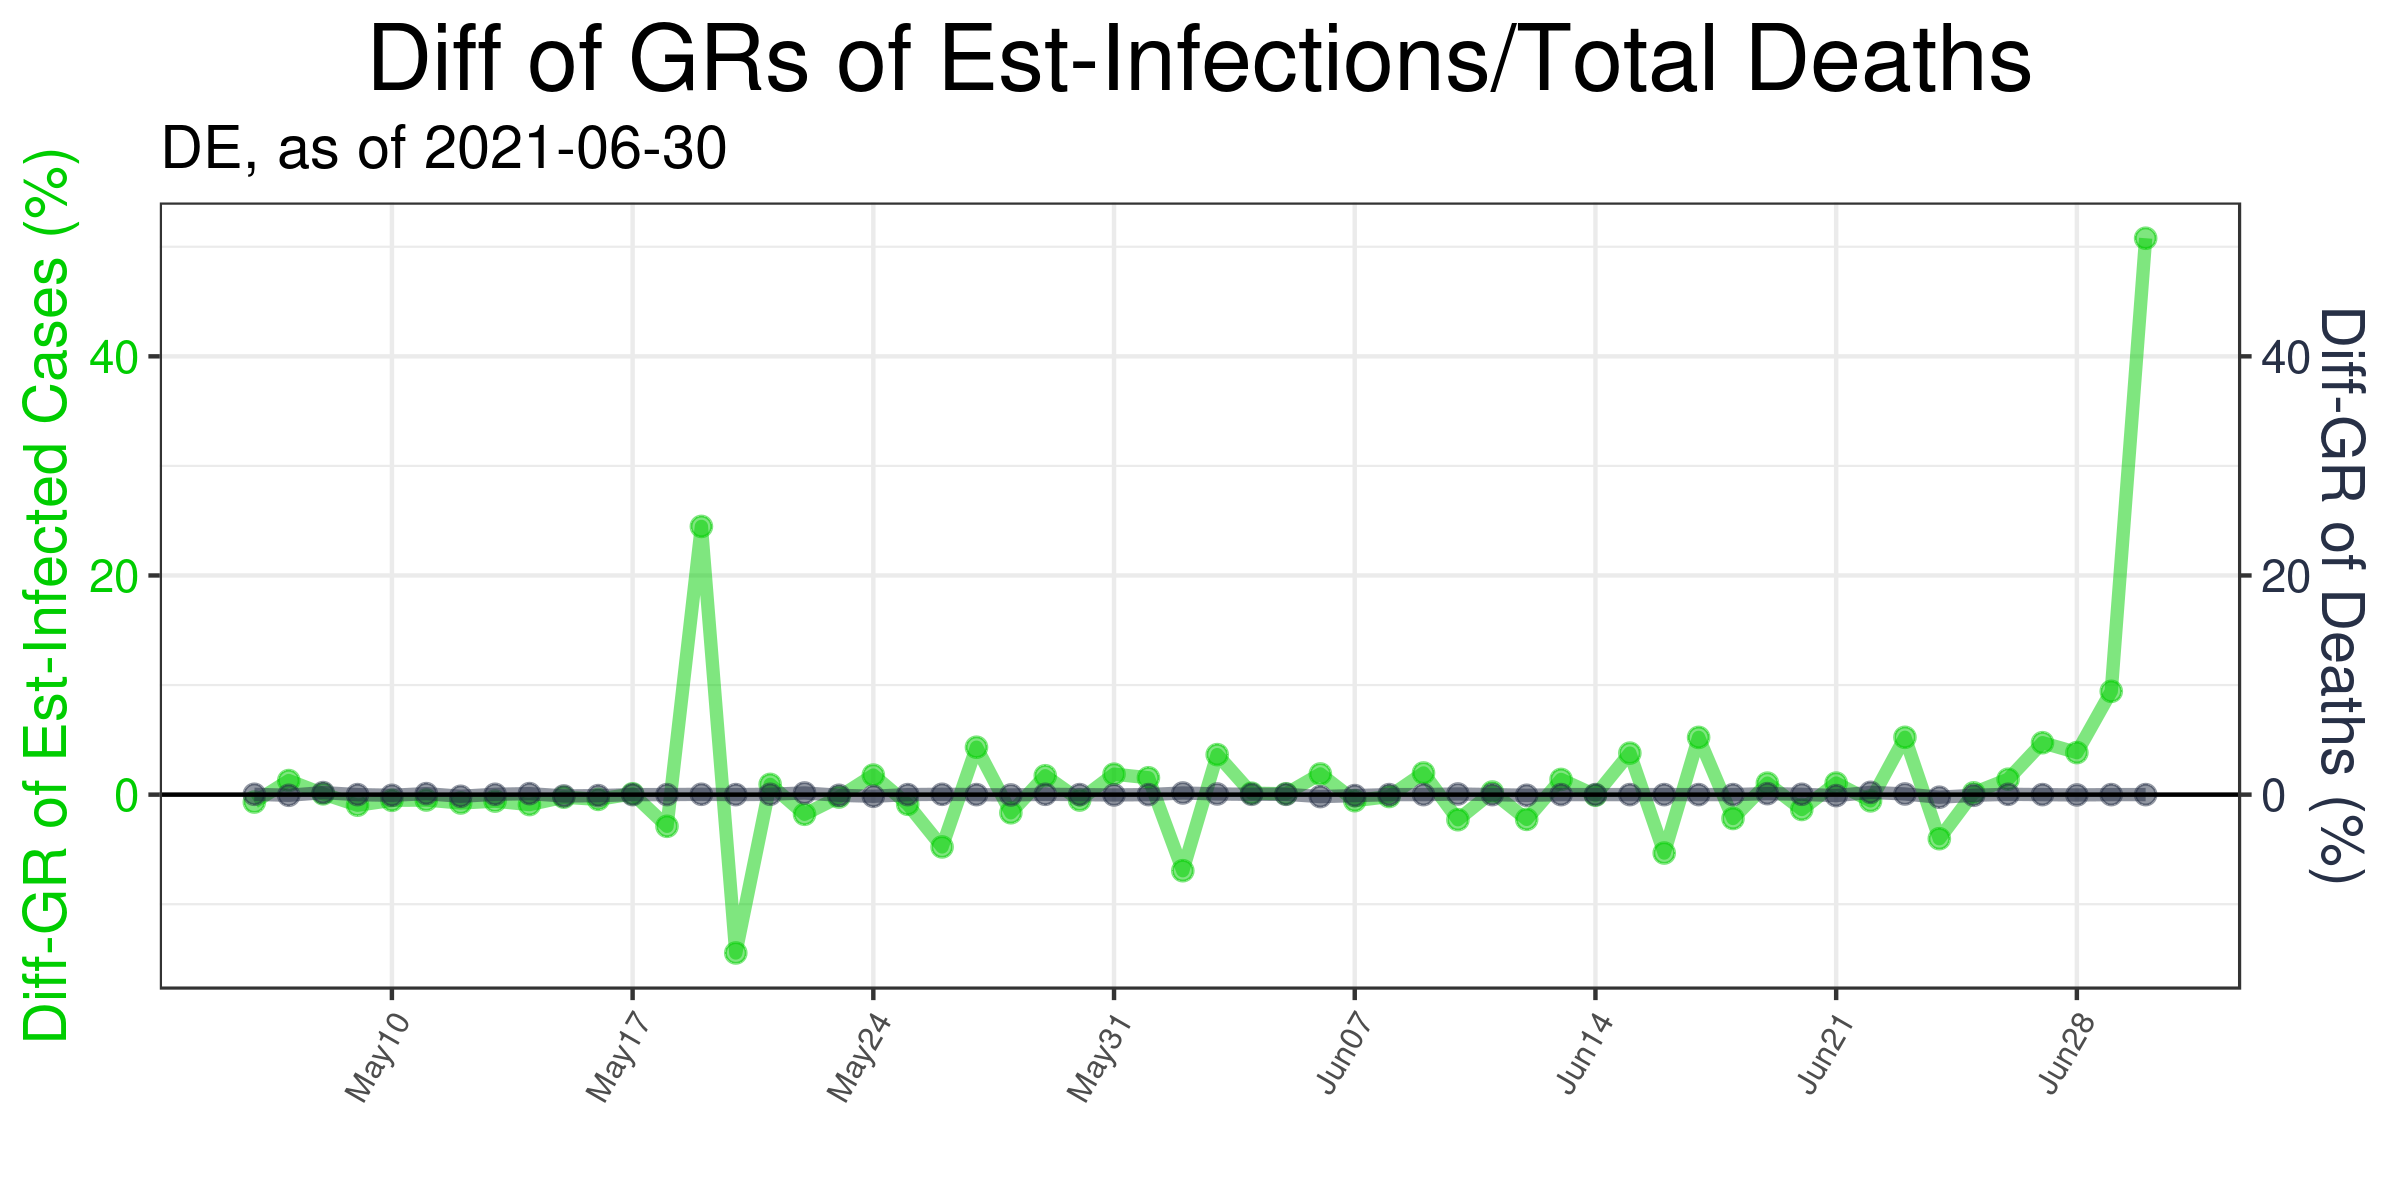 Diff of GRs of Est-Infections/Total Deaths
DE, as of 2021-06-30
Diff-GR of Est-Infected Cases (%)
40
20
0
40
20
0
Diff-GR of Deaths (%)
May10
May17
May24
May31
Jun07
Jun14
Jun21
Jun28